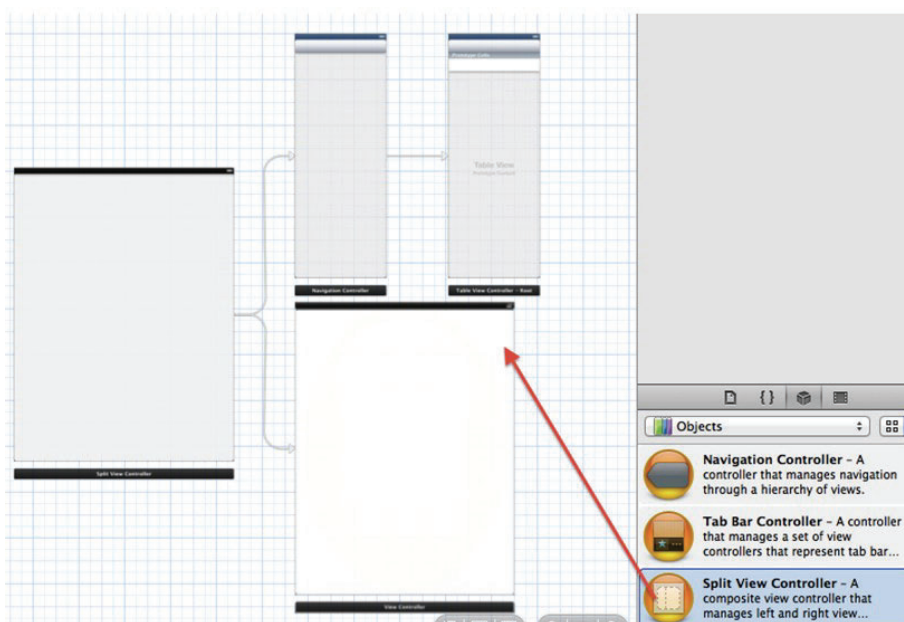 Prototype Cells
Table View
Prototype Content
Navigation Controller
Table View Controller – Root
Split View Controller
View Controller
{ }
Objects
Navigation Controller – A
controller that manages navigation
through a hierarchy of views.
Tab Bar Controller – A controller
that manages a set of view
controllers that represent tab bar...
Split View Controller – A
composite view controller that
manages left and right view...